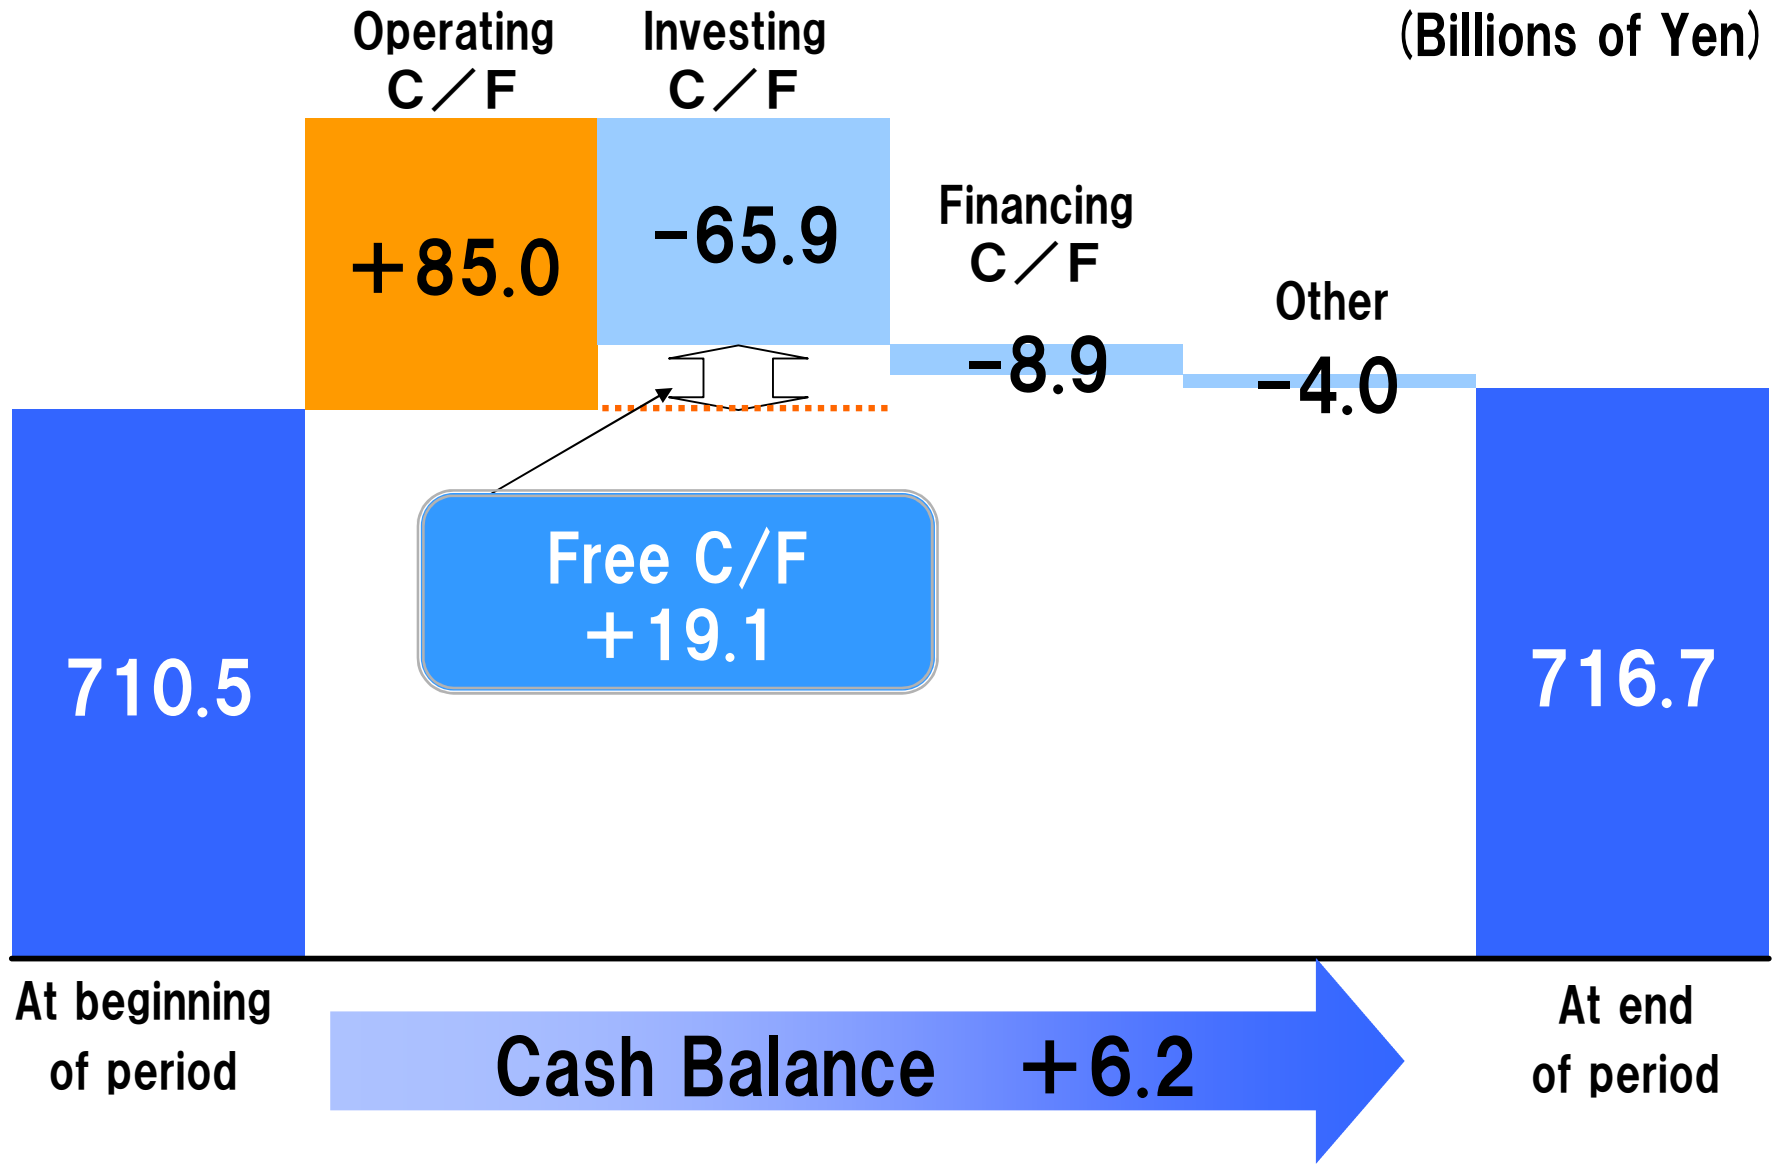 (Billions of Yen)
Operating
C／F
Investing
C／F
+85.0
-65.9
Financing
C／F
-8.9
Other
-4.0
Free C/F
+19.1
710.5
716.7
At beginning
of period
Cash Balance +6.2
At end
of period